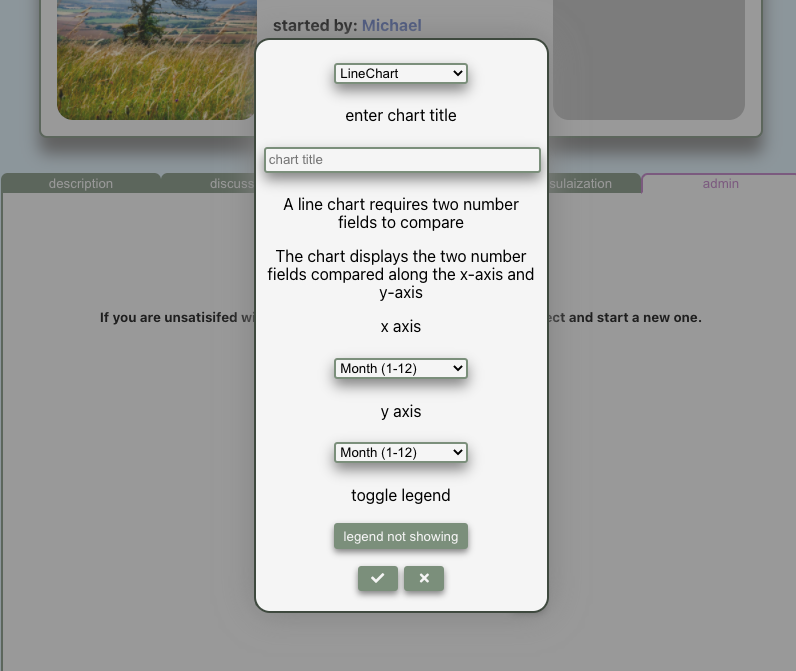 started by: Michael
LineChart
enter chart title
chart title
description
discuss
sulaization
admin
A line chart requires two number
fields to compare
The chart displays the two number
fields compared along the x-axis and
y-axis
If you are unsatisifed wi
ect and start a new one.
x axis
Month (1-12)
y axis
Month (1-12)
toggle legend
legend not showing